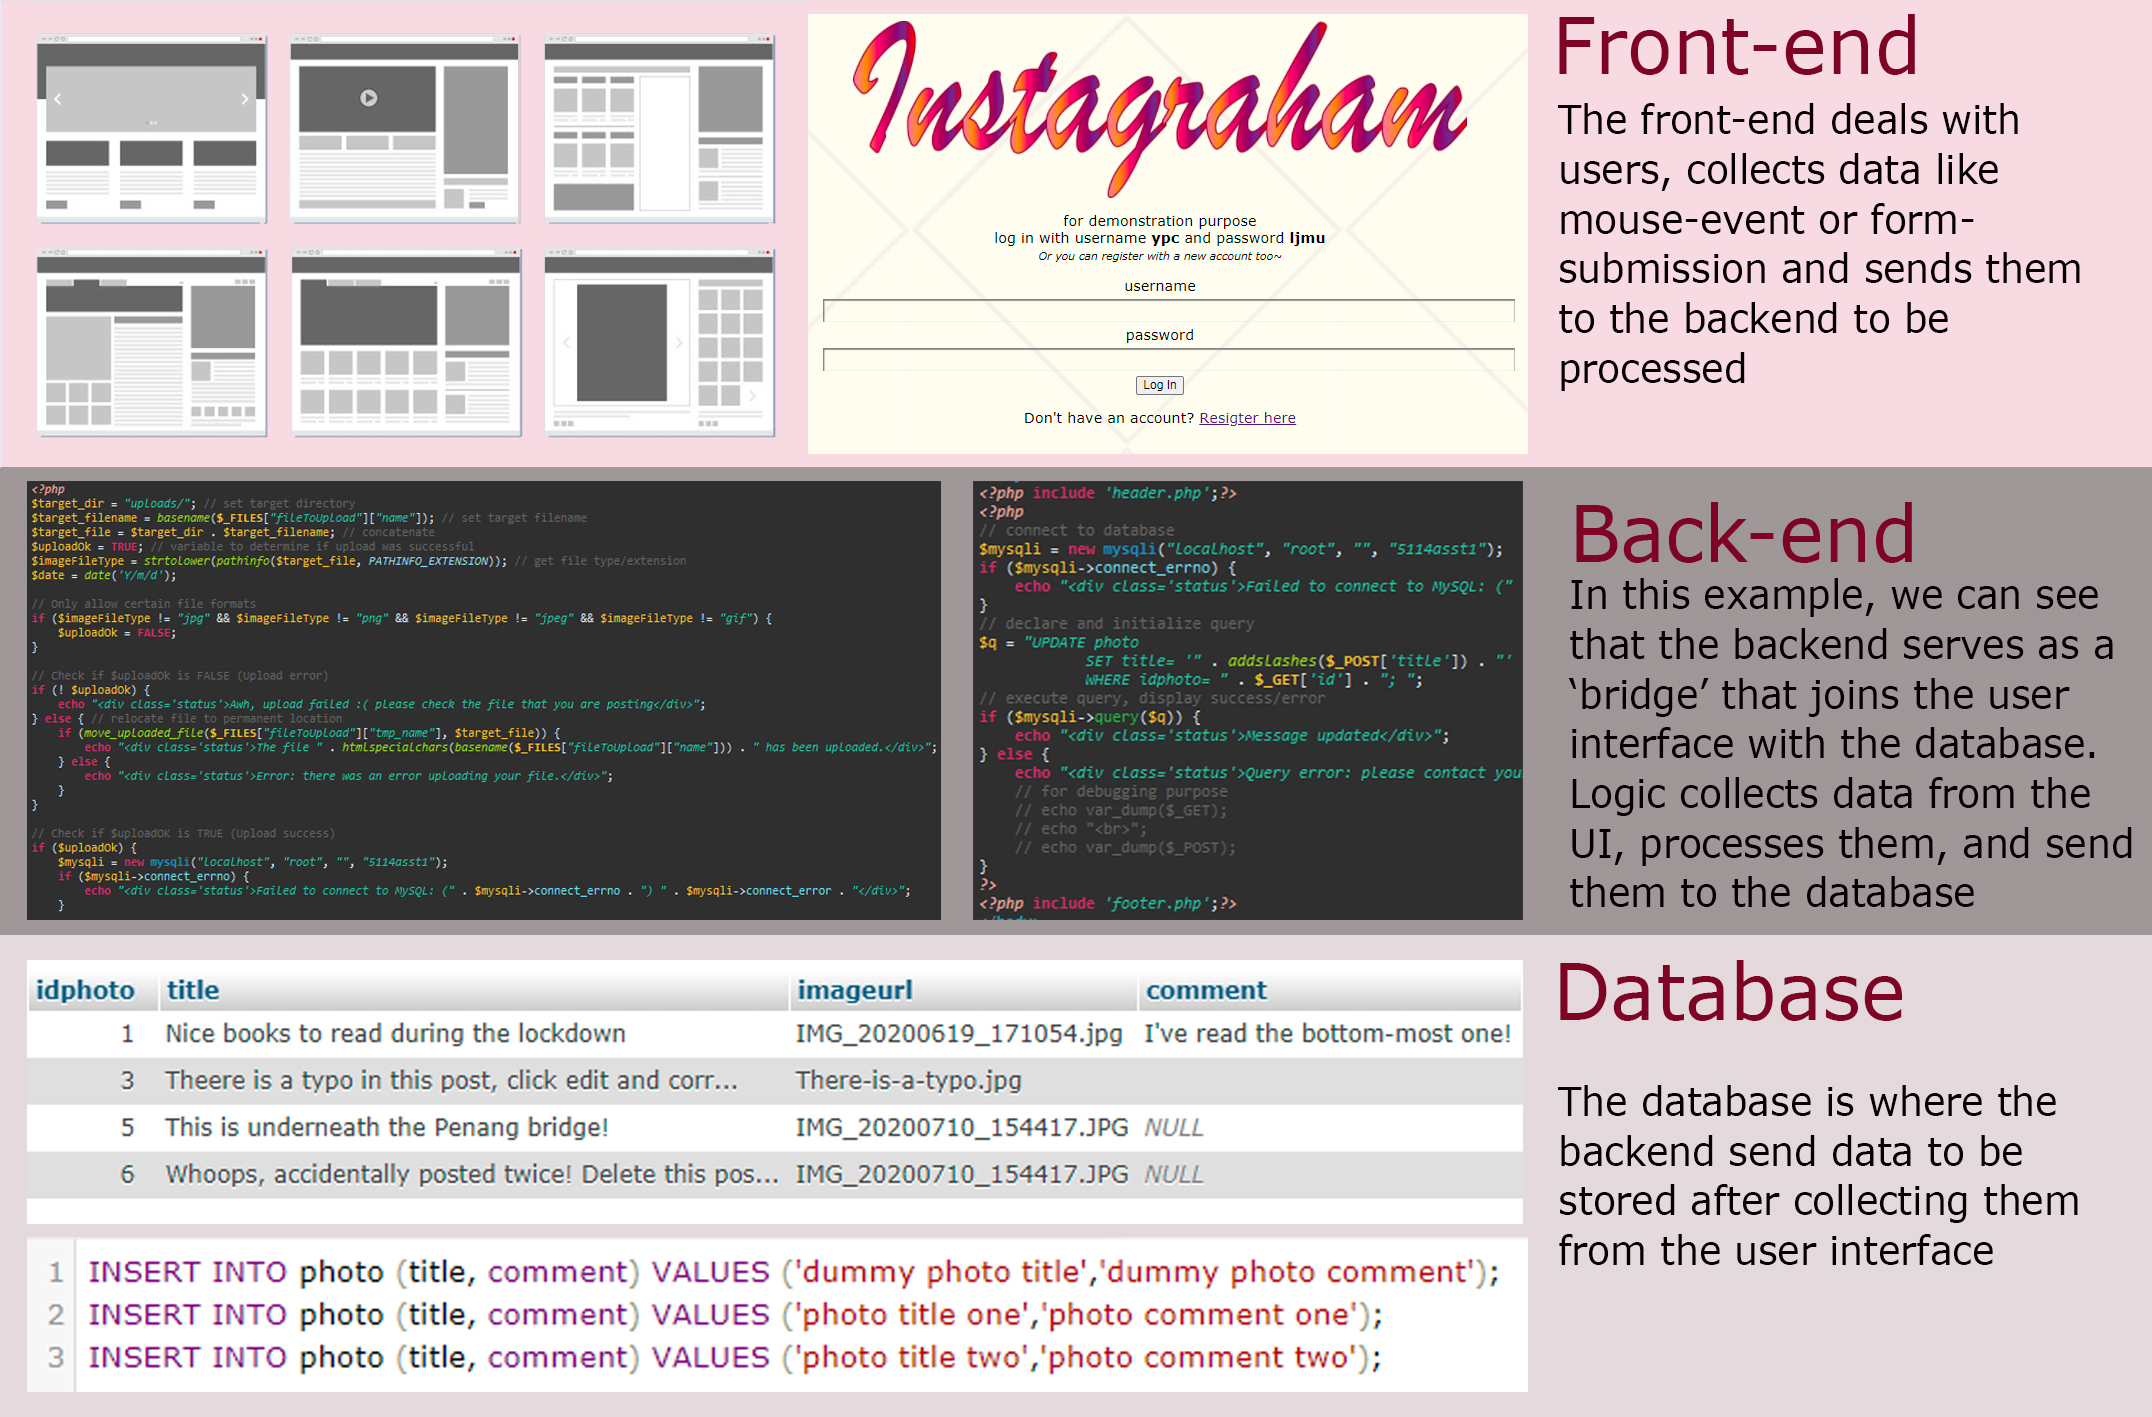 Instagraham
for demonstration purpose
log in with username ypc and password ljmu
Or you can register with a new account too~
username
password
Log In
Don't have an account? Resigter here
Front-end
The front-end deals with
users, collects data like
mouse-event or form-
submission and sends them
to the backend to be
processed
<?php
$target_dir = "uploads/"; // set target directory
$target_filename = basename($_FILES["fileToUpload"]["name"]); // set target filename
$target_file = $target_dir . $target_filename; // concatenate
$uploadOk = TRUE; // variable to determine if upload was successful
$imageFileType = strtolower(pathinfo($target_file, PATHINFO_EXTENSION)); // get file type/extension
$date = date('Y/m/d');
// Only allow certain file formats
if ($imageFileType != "jpg" && $imageFileType != "png" && $imageFileType != "jpeg" && $imageFileType != "gif") {
$uploadOk = FALSE;
}
// Check if $uploadOk is FALSE (Upload error)
if (! $uploadOk) {
echo "<div class='status'>Awh, upload failed :( please check the file that you are posting</div>";
} else { // relocate file to permanent location
if (move_uploaded_file($_FILES["fileToUpload"]["tmp_name"], $target_file)) {
echo "<div class='status'>The file " . htmlspecialchars(basename($_FILES["fileToUpload"]["name"])) . " has been uploaded.</div>";
} else {
echo "<div class='status'>Error: there was an error uploading your file.</div>";
}
}
// Check if $uploadOK is TRUE (Upload success)
if ($uploadOk) {
$mysqli = new mysqli("localhost", "root", "", "5114asst1");
if ($mysqli->connect_errno) {
echo "<div class='status'>Failed to connect to MySQL: (" . $mysqli->connect_errno . ") " . $mysqli->connect_error . "</div>";
}
<?php include 'header.php';?>
<?php
// connect to database
$mysqli = new mysqli("localhost", "root", "", "5114asst1");
if ($mysqli->connect_errno) {
echo "<div class='status'>Failed to connect to MySQL: ("
}
// declare and initialize query
$q = "UPDATE photo
SET title= '" . addslashes($_POST['title']) . "'
WHERE idphoto= " . $_GET['id'] . "; ";
// execute query, display success/error
if ($mysqli->query($q)) {
echo "<div class='status'>Message updated</div>";
} else {
echo "<div class='status'>Query error: please contact you
// for debugging purpose
// echo var_dump($_GET);
// echo "<br>";
// echo var_dump($_POST);
}
?>
<?php include 'footer.php';?>
Back-end
In this example, we can see
that the backend serves as a
‘bridge’ that joins the user
interface with the database.
Logic collects data from the
UI, processes them, and send
them to the database
idphoto title imageurl comment
1 Nice books to read during the lockdown IMG_20200619_171054.jpg I've read the bottom-most one!
3 Theere is a typo in this post, click edit and corr... There-is-a-typo.jpg
5 This is underneath the Penang bridge! IMG_20200710_154417.JPG NULL
6 Whoops, accidentally posted twice! Delete this pos... IMG_20200710_154417.JPG NULL
1 INSERT INTO photo (title, comment) VALUES ('dummy photo title','dummy photo comment');
2 INSERT INTO photo (title, comment) VALUES ('photo title one','photo comment one');
3 INSERT INTO photo (title, comment) VALUES ('photo title two','photo comment two');
Database
The database is where the
backend send data to be
stored after collecting them
from the user interface